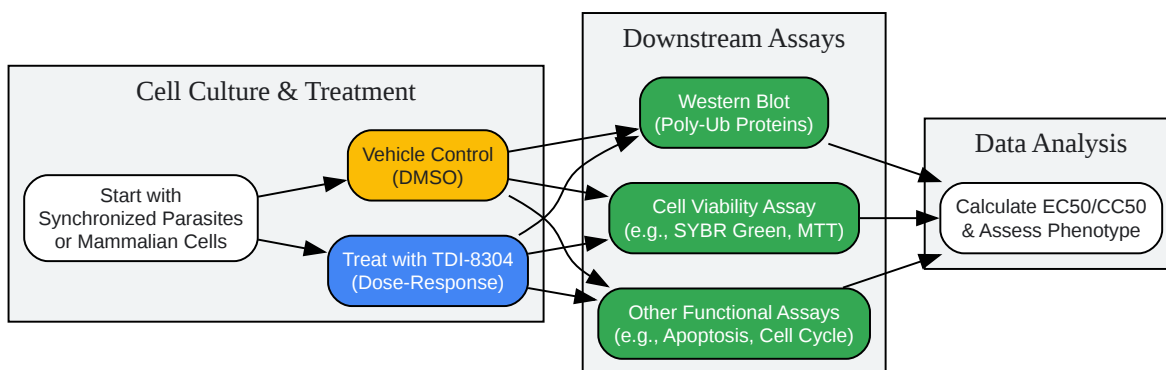 Cell Culture & Treatment
Start with
Synchronized Parasites
or Mammalian Cells
Vehicle Control
(DMSO)
Treat with TDI-8304
(Dose-Response)
Downstream Assays
Western Blot
(Poly-Ub Proteins)
Cell Viability Assay
(e.g., SYBR Green, MTT)
Other Functional Assays
(e.g., Apoptosis, Cell Cycle)
Data Analysis
Calculate EC50/CC50
& Assess Phenotype